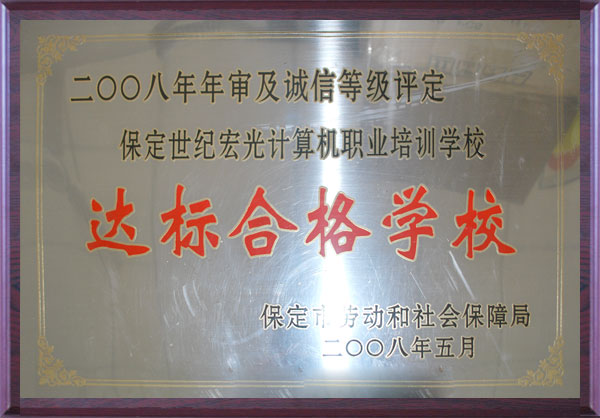 二〇〇八年年审及诚信等级评定
保定世纪宏光计算机职业培训学校
达标合格学校
保定市劳动和社会保障局
二〇〇八年五月